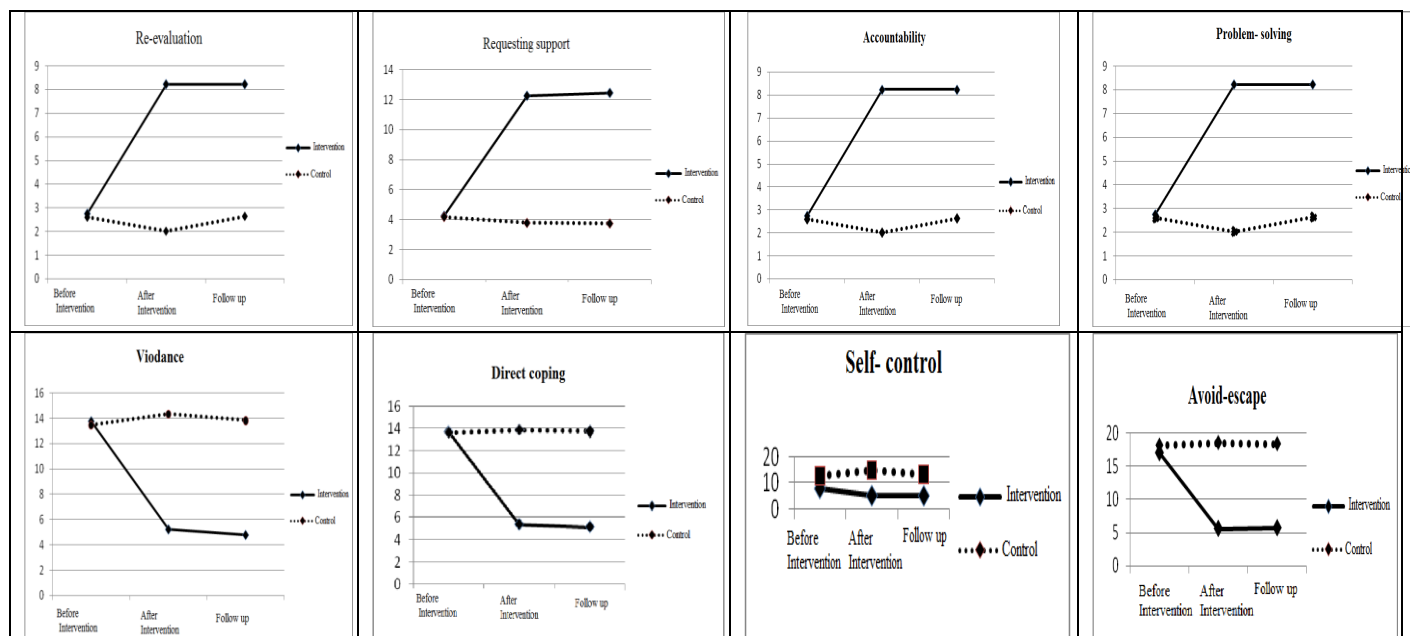 Re-evaluation
9
8
7
6
5
4
3
2
1
0
Before
Intervention
After
Intervention
Follow up
Intervention
Control
Requesting support
14
12
10
8
6
4
2
0
Before
Intervention
After
Intervention
Follow up
Intervention
Control
Accountability
9
8
7
6
5
4
3
2
1
0
Before
Intervention
After
Intervention
Follow up
Intervention
Control
Problem- solving
9
8
7
6
5
4
3
2
1
0
Before
Intervention
After
Intervention
Follow up
Intervention
Control
Viodance
16
14
12
10
8
6
4
2
0
Before
Intervention
After
Intervention
Follow up
Intervention
Control
Direct coping
16
14
12
10
8
6
4
2
0
Before
Intervention
After
Intervention
Follow up
Intervention
Control
Self- control
20
10
0
Before
Intervention
After
Intervention
Follow up
Intervention
Control
Avoid-escape
20
15
10
5
0
Before
Intervention
After
Intervention
Follow up
Intervention
Control